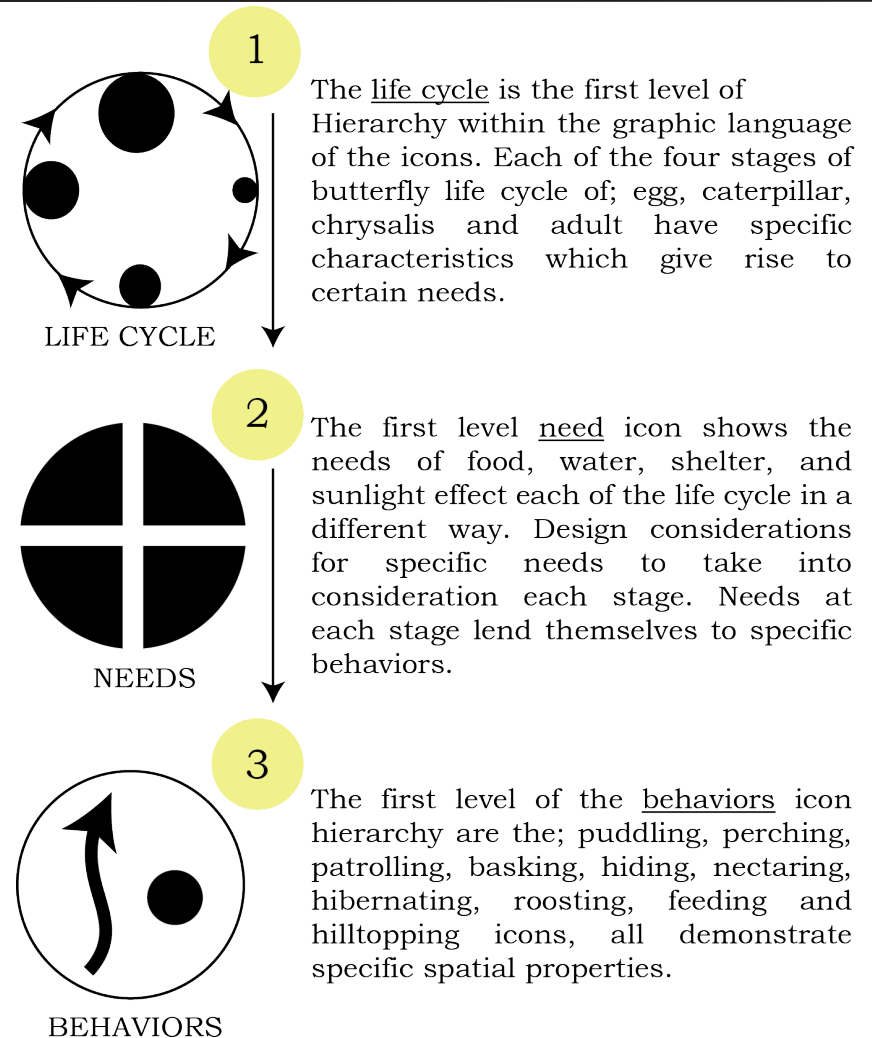 1
The life cycle is the first level of
Hierarchy within the graphic language
of the icons. Each of the four stages of
butterfly life cycle of; egg, caterpillar,
chrysalis and adult have specific
characteristics which give rise to
certain needs.
LIFE CYCLE
2
The first level need icon shows the
needs of food, water, shelter, and
sunlight effect each of the life cycle in a
different way. Design considerations
for specific needs to take into
consideration each stage. Needs at
each stage lend themselves to specific
behaviors.
NEEDS
3
The first level of the behaviors icon
hierarchy are the; puddling, perching,
patrolling, basking, hiding, nectaring,
hibernating, roosting, feeding and
hilltopping icons, all demonstrate
specific spatial properties.
BEHAVIORS